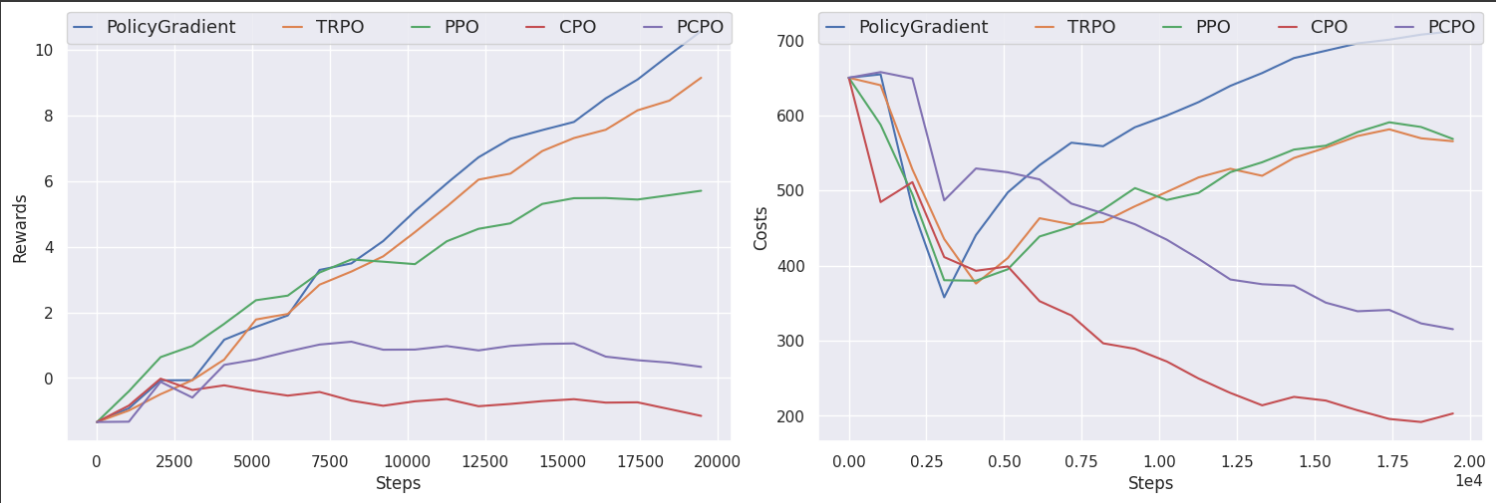 PolicyGradient TRPO PPO CPO PCPO
10
8
6
4
2
0
Rewards
0 2500 5000 7500 10000 12500 15000 17500 20000
Steps
PolicyGradient TRPO PPO CPO PCPO
700
600
500
400
300
200
Costs
0.00 0.25 0.5 0.75 1.00 1.25 1.50 1.75 2.00
1e4
Steps